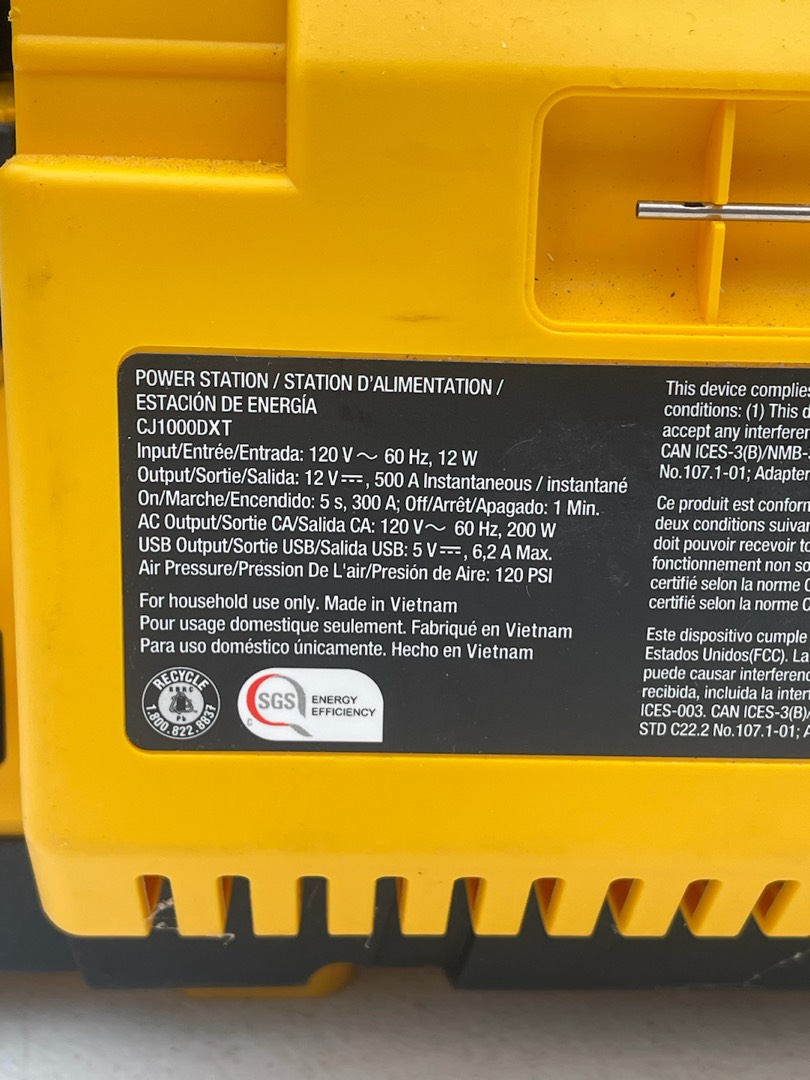 POWER STATION / STATION D'ALIMENTATION /
ESTACIÓN DE ENERGÍA
CJ1000DXT
Input/Entrée/Entrada: 120 V ～ 60 Hz, 12 W
Output/Sortie/Salida: 12 V⎓, 500 A Instantaneous / instantané
On/Marche/Encendido: 5 s, 300 A; Off/Arrêt/Apagado: 1 Min.
AC Output/Sortie CA/Salida CA: 120 V～ 60 Hz, 200 W
USB Output/Sortie USB/Salida USB: 5 V⎓, 6,2 A Max.
Air Pressure/Pression De L'air/Presión de Aire: 120 PSI
For household use only. Made in Vietnam
Pour usage domestique seulement. Fabriqué en Vietnam
Para uso doméstico únicamente. Hecho en Vietnam
RECYCLE
RBRC
Pb
1.800.822.8837
SGS
C
ENERGY
EFFICIENCY
This device complies
conditions: (1) This d
accept any interferen
CAN ICES-3(B)/NMB-
No.107.1-01; Adapter
Ce produit est conform
deux conditions suivan
doit pouvoir recevoir to
fonctionnement non so
certifié selon la norme C
certifié selon la norme C
Este dispositivo cumple
Estados Unidos(FCC). La
puede causar interferenc
recibida, incluida la inter
ICES-003. CAN ICES-3(B)/
STD C22.2 No.107.1-01; A